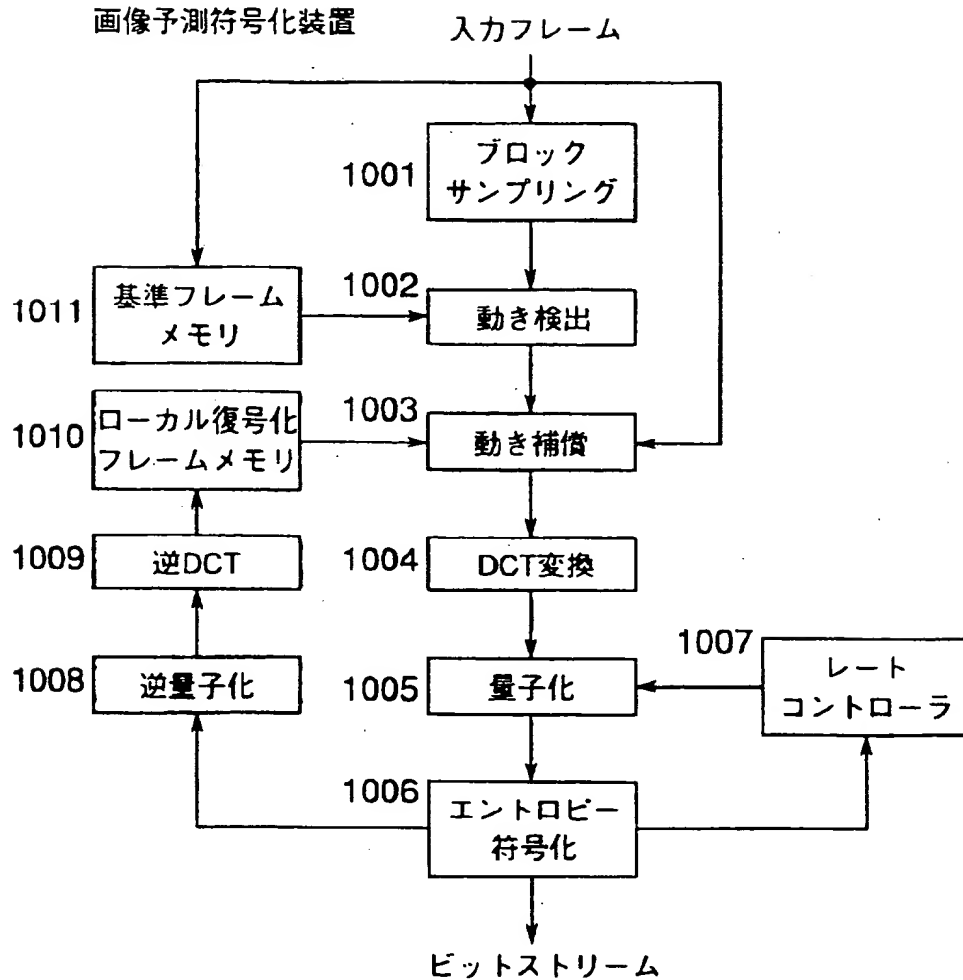 画像予測符号化装置
入力フレーム
1001
ブロック
サンプリング
1011
基準フレーム
メモリ
1002
動き検出
1010
ローカル復号化
フレームメモリ
1003
動き補償
1009
逆DCT
1004
DCT変換
1007
レート
コントローラ
1008
逆量子化
1005
量子化
1006
エントロピー
符号化
ビットストリーム